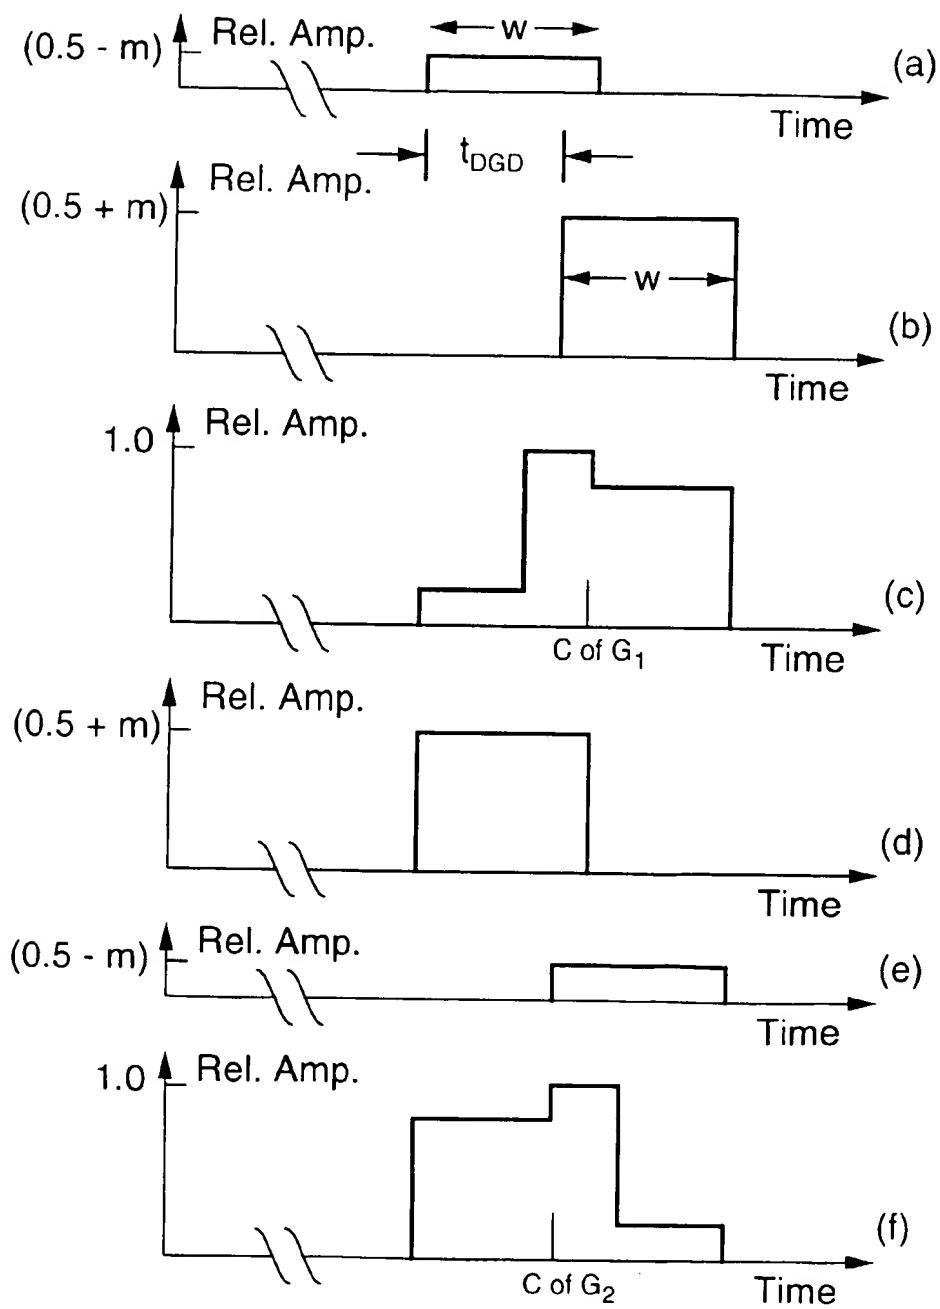 Rel. Amp.
(0.5 - m)
w
(a)
Time
t_DGD
Rel. Amp.
(0.5 + m)
w
(b)
Time
Rel. Amp.
1.0
(c)
C of G₁
Time
Rel. Amp.
(0.5 + m)
(d)
Time
Rel. Amp.
(0.5 - m)
(e)
Time
Rel. Amp.
1.0
(f)
C of G₂
Time